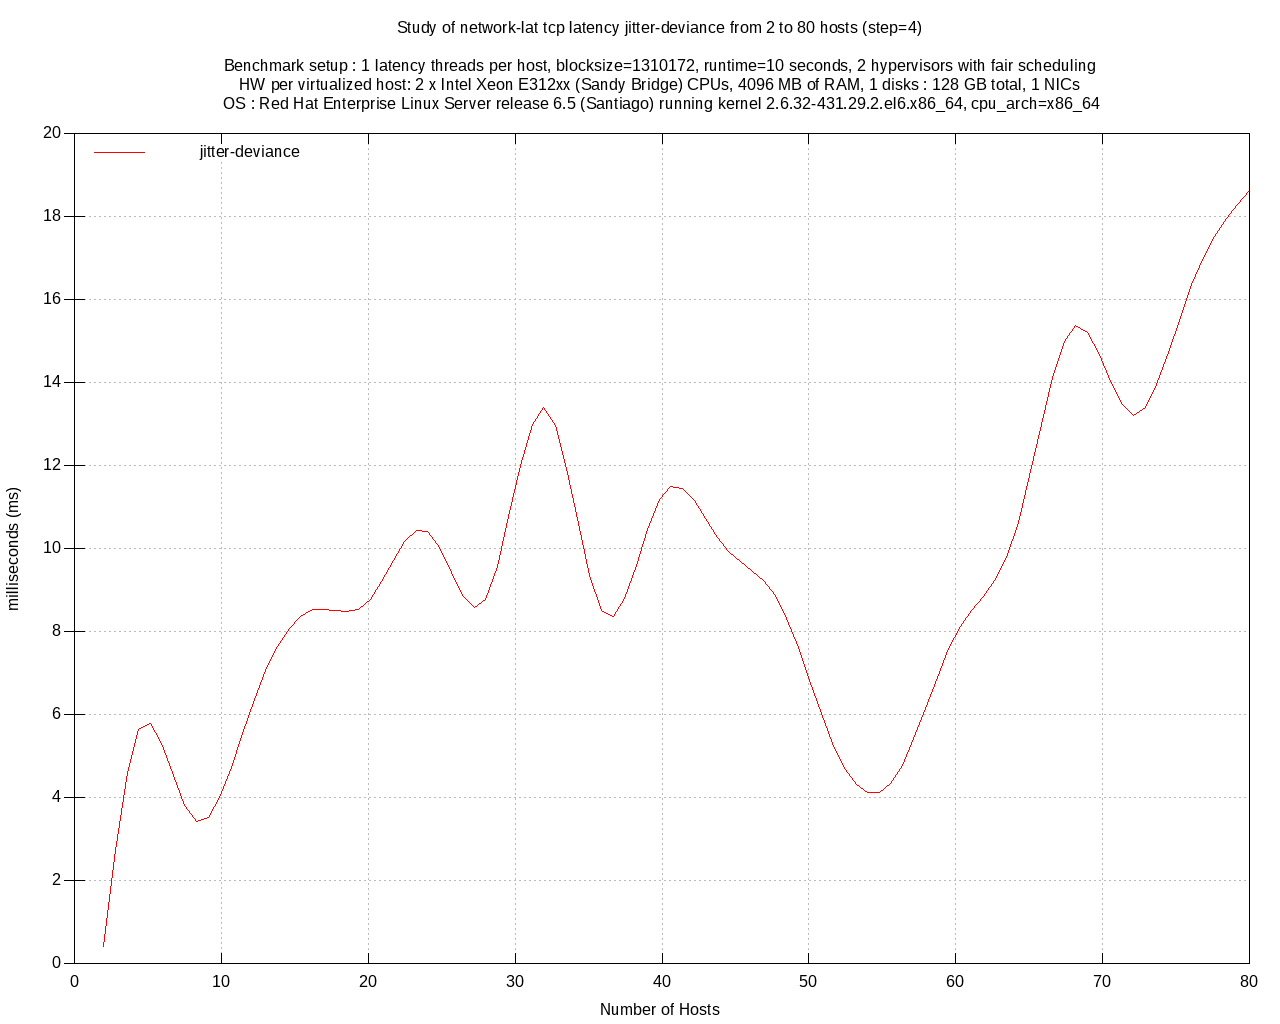 Study of network-lat tcp latency jitter-deviance from 2 to 80 hosts (step=4)
Benchmark setup : 1 latency threads per host, blocksize=1310172, runtime=10 seconds, 2 hypervisors with fair scheduling
HW per virtualized host: 2 x Intel Xeon E312xx (Sandy Bridge) CPUs, 4096 MB of RAM, 1 disks : 128 GB total, 1 NICs
OS : Red Hat Enterprise Linux Server release 6.5 (Santiago) running kernel 2.6.32-431.29.2.el6.x86_64, cpu_arch=x86_64
jitter-deviance
20
18
16
14
12
10
8
6
4
2
0
milliseconds (ms)
0 10 20 30 40 50 60 70 80
Number of Hosts